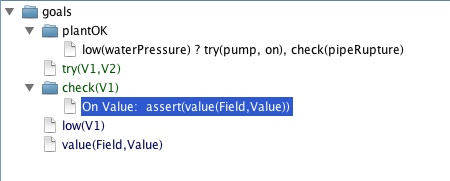 goals
plantOK
low(waterPressure) ? try(pump, on), check(pipeRupture)
try(V1,V2)
check(V1)
On Value:  assert(value(Field,Value))
low(V1)
value(Field,Value)